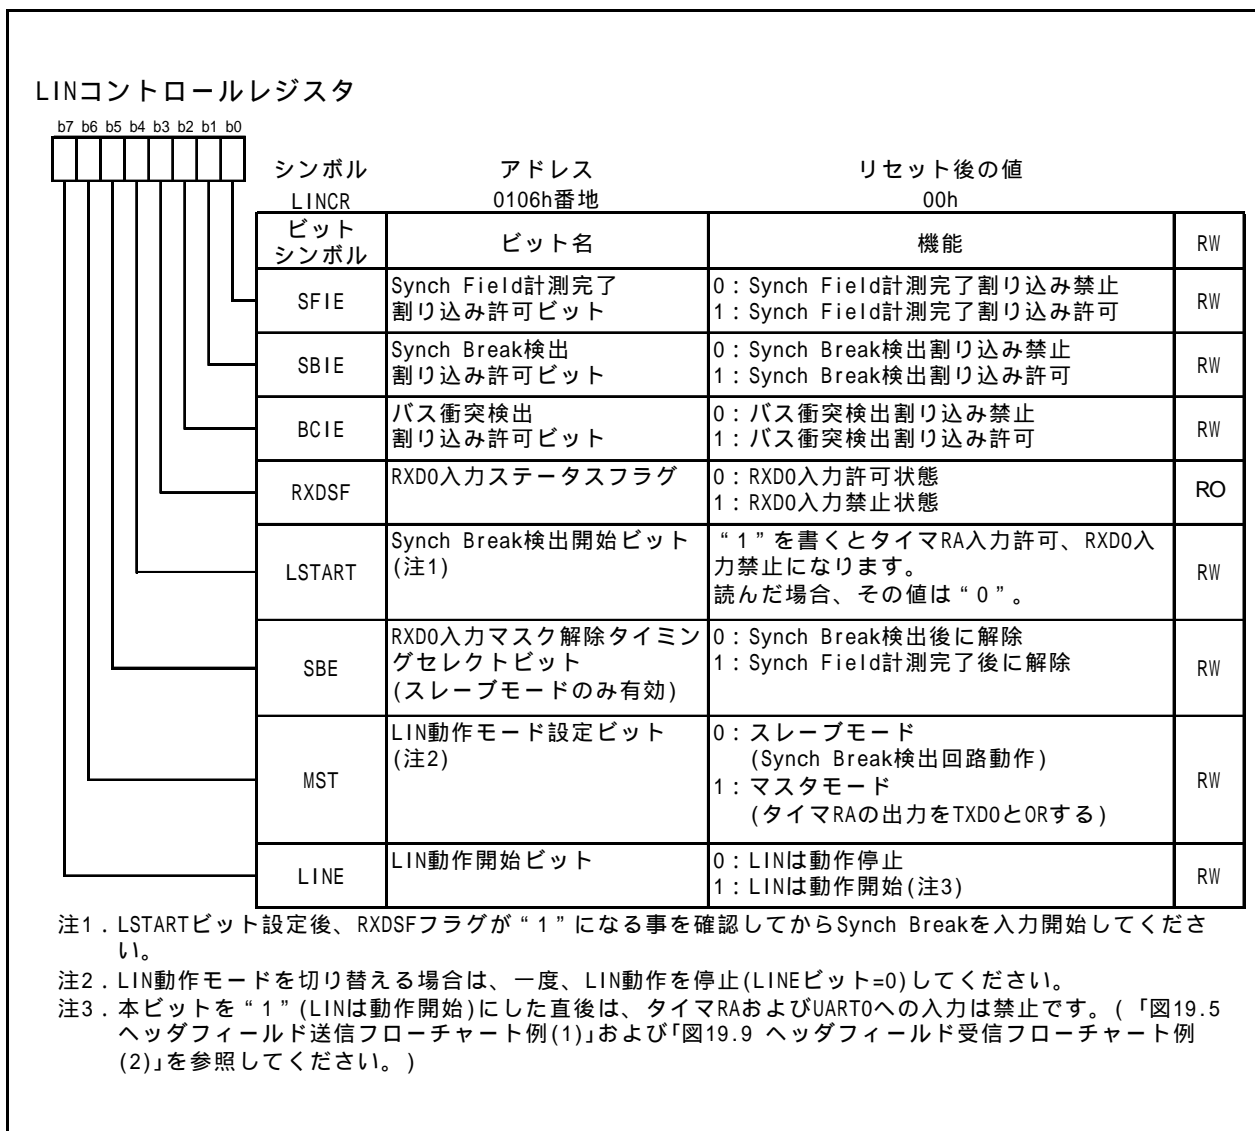 LINコントロールレジスタ
b7 b6 b5 b4 b3 b2 b1 b0
シンボル アドレス リセット後の値
LINCR 0106h番地 00h
ビット
シンボル ビット名 機能 RW
SFIE Synch Field計測完了
割り込み許可ビット 0：Synch Field計測完了割り込み禁止
1：Synch Field計測完了割り込み許可 RW
SBIE Synch Break検出
割り込み許可ビット 0：Synch Break検出割り込み禁止
1：Synch Break検出割り込み許可 RW
BCIE バス衝突検出
割り込み許可ビット 0：バス衝突検出割り込み禁止
1：バス衝突検出割り込み許可 RW
RXDSF RXD0入力ステータスフラグ 0：RXD0入力許可状態
1：RXD0入力禁止状態 RO
LSTART Synch Break検出開始ビット
(注1) “1”を書くとタイマRA入力許可、RXD0入
力禁止になります。
読んだ場合、その値は“0”。 RW
SBE RXD0入力マスク解除タイミン
グセレクトビット
(スレーブモードのみ有効) 0：Synch Break検出後に解除
1：Synch Field計測完了後に解除 RW
MST LIN動作モード設定ビット
(注2) 0：スレーブモード
(Synch Break検出回路動作)
1：マスタモード
(タイマRAの出力をTXD0とORする) RW
LINE LIN動作開始ビット 0：LINは動作停止
1：LINは動作開始(注3) RW
注1．LSTARTビット設定後、RXDSFフラグが“1”になる事を確認してからSynch Breakを入力開始してくださ
い。
注2．LIN動作モードを切り替える場合は、一度、LIN動作を停止(LINEビット=0)してください。
注3．本ビットを“1”(LINは動作開始)にした直後は、タイマRAおよびUART0への入力は禁止です。(「図19.5
ヘッダフィールド送信フローチャート例(1)」および「図19.9 ヘッダフィールド受信フローチャート例
(2)」を参照してください。)